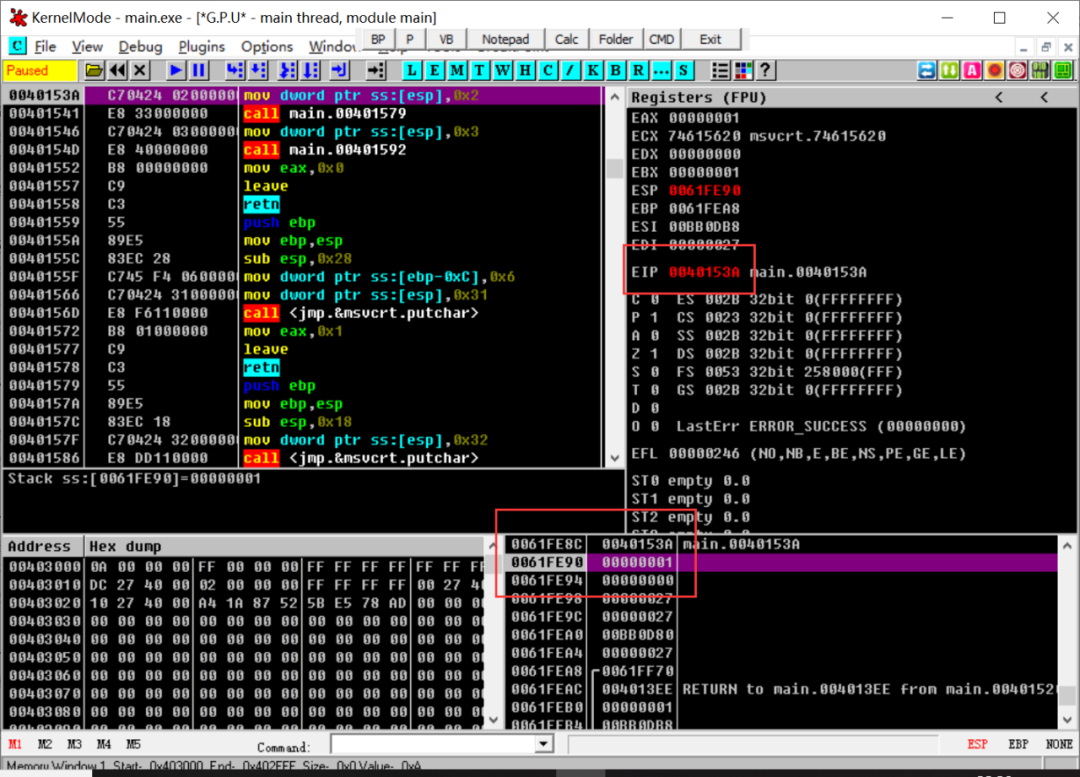 KernelMode - main.exe - [*G.P.U* - main thread, module main]
File View Debug Plugins Options Window
BP P VB Notepad Calc Folder CMD Exit
Paused
L E M T W H C / K B R ... S
0040153A C70424 0200000 mov dword ptr ss:[esp],0x2
00401541 E8 33000000 call main.00401579
00401546 C70424 0300000 mov dword ptr ss:[esp],0x3
0040154D E8 40000000 call main.00401592
00401552 B8 00000000 mov eax,0x0
00401557 C9 leave
00401558 C3 retn
00401559 55 push ebp
0040155A 89E5 mov ebp,esp
0040155C 83EC 28 sub esp,0x28
0040155F C745 F4 060000 mov dword ptr ss:[ebp-0xC],0x6
00401566 C70424 3100000 mov dword ptr ss:[esp],0x31
0040156D E8 F6110000 call <jmp.&msvcrt.putchar>
00401572 B8 01000000 mov eax,0x1
00401577 C9 leave
00401578 C3 retn
00401579 55 push ebp
0040157A 89E5 mov ebp,esp
0040157C 83EC 18 sub esp,0x18
0040157F C70424 3200000 mov dword ptr ss:[esp],0x32
00401586 E8 DD110000 call <jmp.&msvcrt.putchar>
Stack ss:[0061FE90]=00000001
Registers (FPU) < <
EAX 00000001
ECX 74615620 msvcrt.74615620
EDX 00000000
EBX 00000001
ESP 0061FE90
EBP 0061FEA8
ESI 00BB0DB8
EDI 00000027
EIP 0040153A main.0040153A
C 0 ES 002B 32bit 0(FFFFFFFF)
P 1 CS 0023 32bit 0(FFFFFFFF)
A 0 SS 002B 32bit 0(FFFFFFFF)
Z 1 DS 002B 32bit 0(FFFFFFFF)
S 0 FS 0053 32bit 258000(FFF)
T 0 GS 002B 32bit 0(FFFFFFFF)
D 0
O 0 LastErr ERROR_SUCCESS (00000000)
EFL 00000246 (NO,NB,E,BE,NS,PE,GE,LE)
ST0 empty 0.0
ST1 empty 0.0
ST2 empty 0.0
Address Hex dump
00403000 0A 00 00 00 FF 00 00 00 FF FF FF FF FF FF FF
00403010 DC 27 40 00 02 00 00 00 FF FF FF FF 00 27 4
00403020 10 27 40 00 A4 1A 87 52 5B E5 78 AD 00 00 0
00403030 00 00 00 00 00 00 00 00 00 00 00 00 00 00 0
00403040 00 00 00 00 00 00 00 00 00 00 00 00 00 00 0
00403050 00 00 00 00 00 00 00 00 00 00 00 00 00 00 0
00403060 00 00 00 00 00 00 00 00 00 00 00 00 00 00 0
00403070 00 00 00 00 00 00 00 00 00 00 00 00 00 00 0
00403080 00 00 00 00 00 00 00 00 00 00 00 00 00 00 0
0061FE8C 0040153A main.0040153A
0061FE90 00000001
0061FE94 00000000
0061FE98 00000027
0061FE9C 00000027
0061FEA0 00BB0D80
0061FEA4 00000027
0061FEA8 0061FF70
0061FEAC 004013EE RETURN to main.004013EE from main.0040152
0061FEB0 00000001
0061FEB4 00BB0DB8
M1 M2 M3 M4 M5 Command: ESP EBP NONE
Memory Window 1 Start: 0x403000 End: 0x402FFF Size: 0x0 Value: 0xA